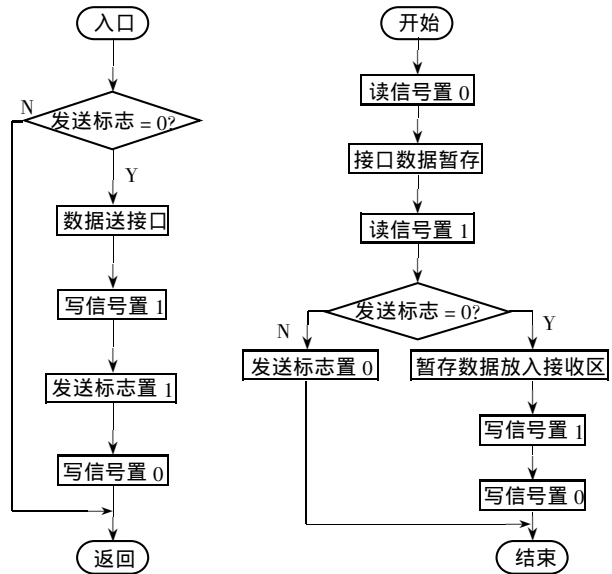 入口
N
发送标志 = 0?
Y
数据送接口
写信号置 1
发送标志置 1
写信号置 0
返回
开始
读信号置 0
接口数据暂存
读信号置 1
发送标志 = 0?
N
Y
发送标志置 0
暂存数据放入接收区
写信号置 1
写信号置 0
结束